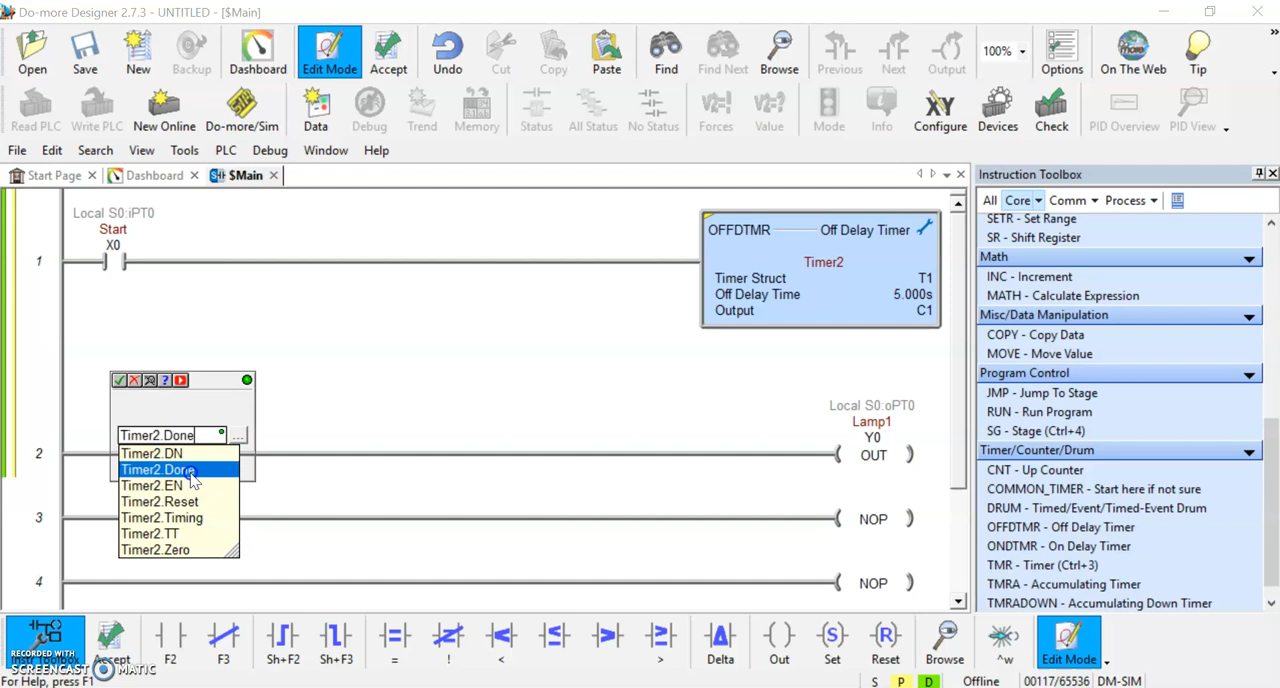 Do-more Designer 2.7.3 - UNTITLED - [$Main]
Open Save New Backup Dashboard Edit Mode Accept Undo Cut Copy Paste Find Find Next Browse Previous Next Output 100% Options On The Web Tip
Read PLC Write PLC New Online Do-more/Sim Data Debug Trend Memory Status All Status No Status Forces Value Mode Info Configure Devices Check PID Overview PID View
File Edit Search View Tools PLC Debug Window Help
Start Page Dashboard $Main
Instruction Toolbox
All Core Comm Process
Local S0:iPT0
Start
X0
1
OFFDTMR Off Delay Timer
Timer2
Timer Struct T1
Off Delay Time 5.000s
Output C1
Timer2.Done
Timer2.DN
Timer2.Done
Timer2.EN
Timer2.Reset
Timer2.Timing
Timer2.TT
Timer2.Zero
Local S0:oPT0
Lamp1
Y0
2 OUT
3 NOP
4 NOP
SETR - Set Range
SR - Shift Register
Math
INC - Increment
MATH - Calculate Expression
Misc/Data Manipulation
COPY - Copy Data
MOVE - Move Value
Program Control
JMP - Jump To Stage
RUN - Run Program
SG - Stage (Ctrl+4)
Timer/Counter/Drum
CNT - Up Counter
COMMON_TIMER - Start here if not sure
DRUM - Timed/Event/Timed-Event Drum
OFFDTMR - Off Delay Timer
ONDTMR - On Delay Timer
TMR - Timer (Ctrl+3)
TMRA - Accumulating Timer
TMRADOWN - Accumulating Down Timer
Accept F2 F3 Sh+F2 Sh+F3 = ! < > Delta Out Set Reset Browse ^w Edit Mode
RECORDED WITH
SCREENCAST MATIC
For Help, press F1
S P D Offline 00117/65536 DM-SIM